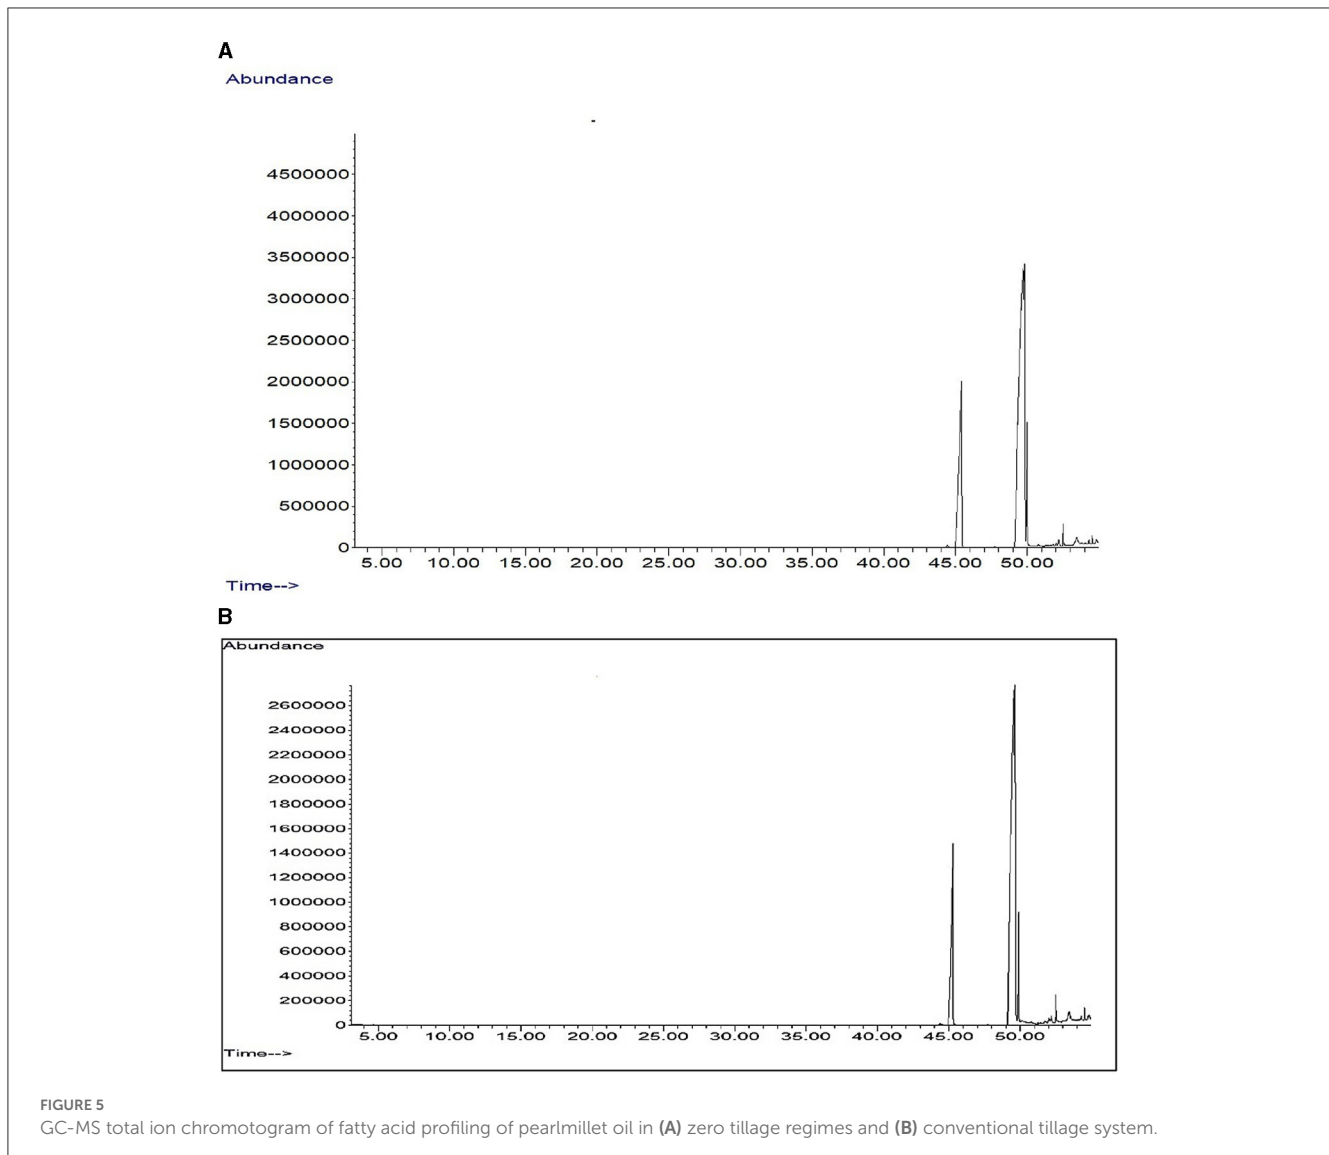 A
Abundance
4500000
4000000
3500000
3000000
2500000
2000000
1500000
1000000
500000
0
5.00 10.00 15.00 20.00 25.00 30.00 35.00 40.00 45.00 50.00
Time-->
B
Abundance
2600000
2400000
2200000
2000000
1800000
1600000
1400000
1200000
1000000
800000
600000
400000
200000
0
5.00 10.00 15.00 20.00 25.00 30.00 35.00 40.00 45.00 50.00
Time-->
FIGURE 5
GC-MS total ion chromotogram of fatty acid profiling of pearlmillet oil in (A) zero tillage regimes and (B) conventional tillage system.